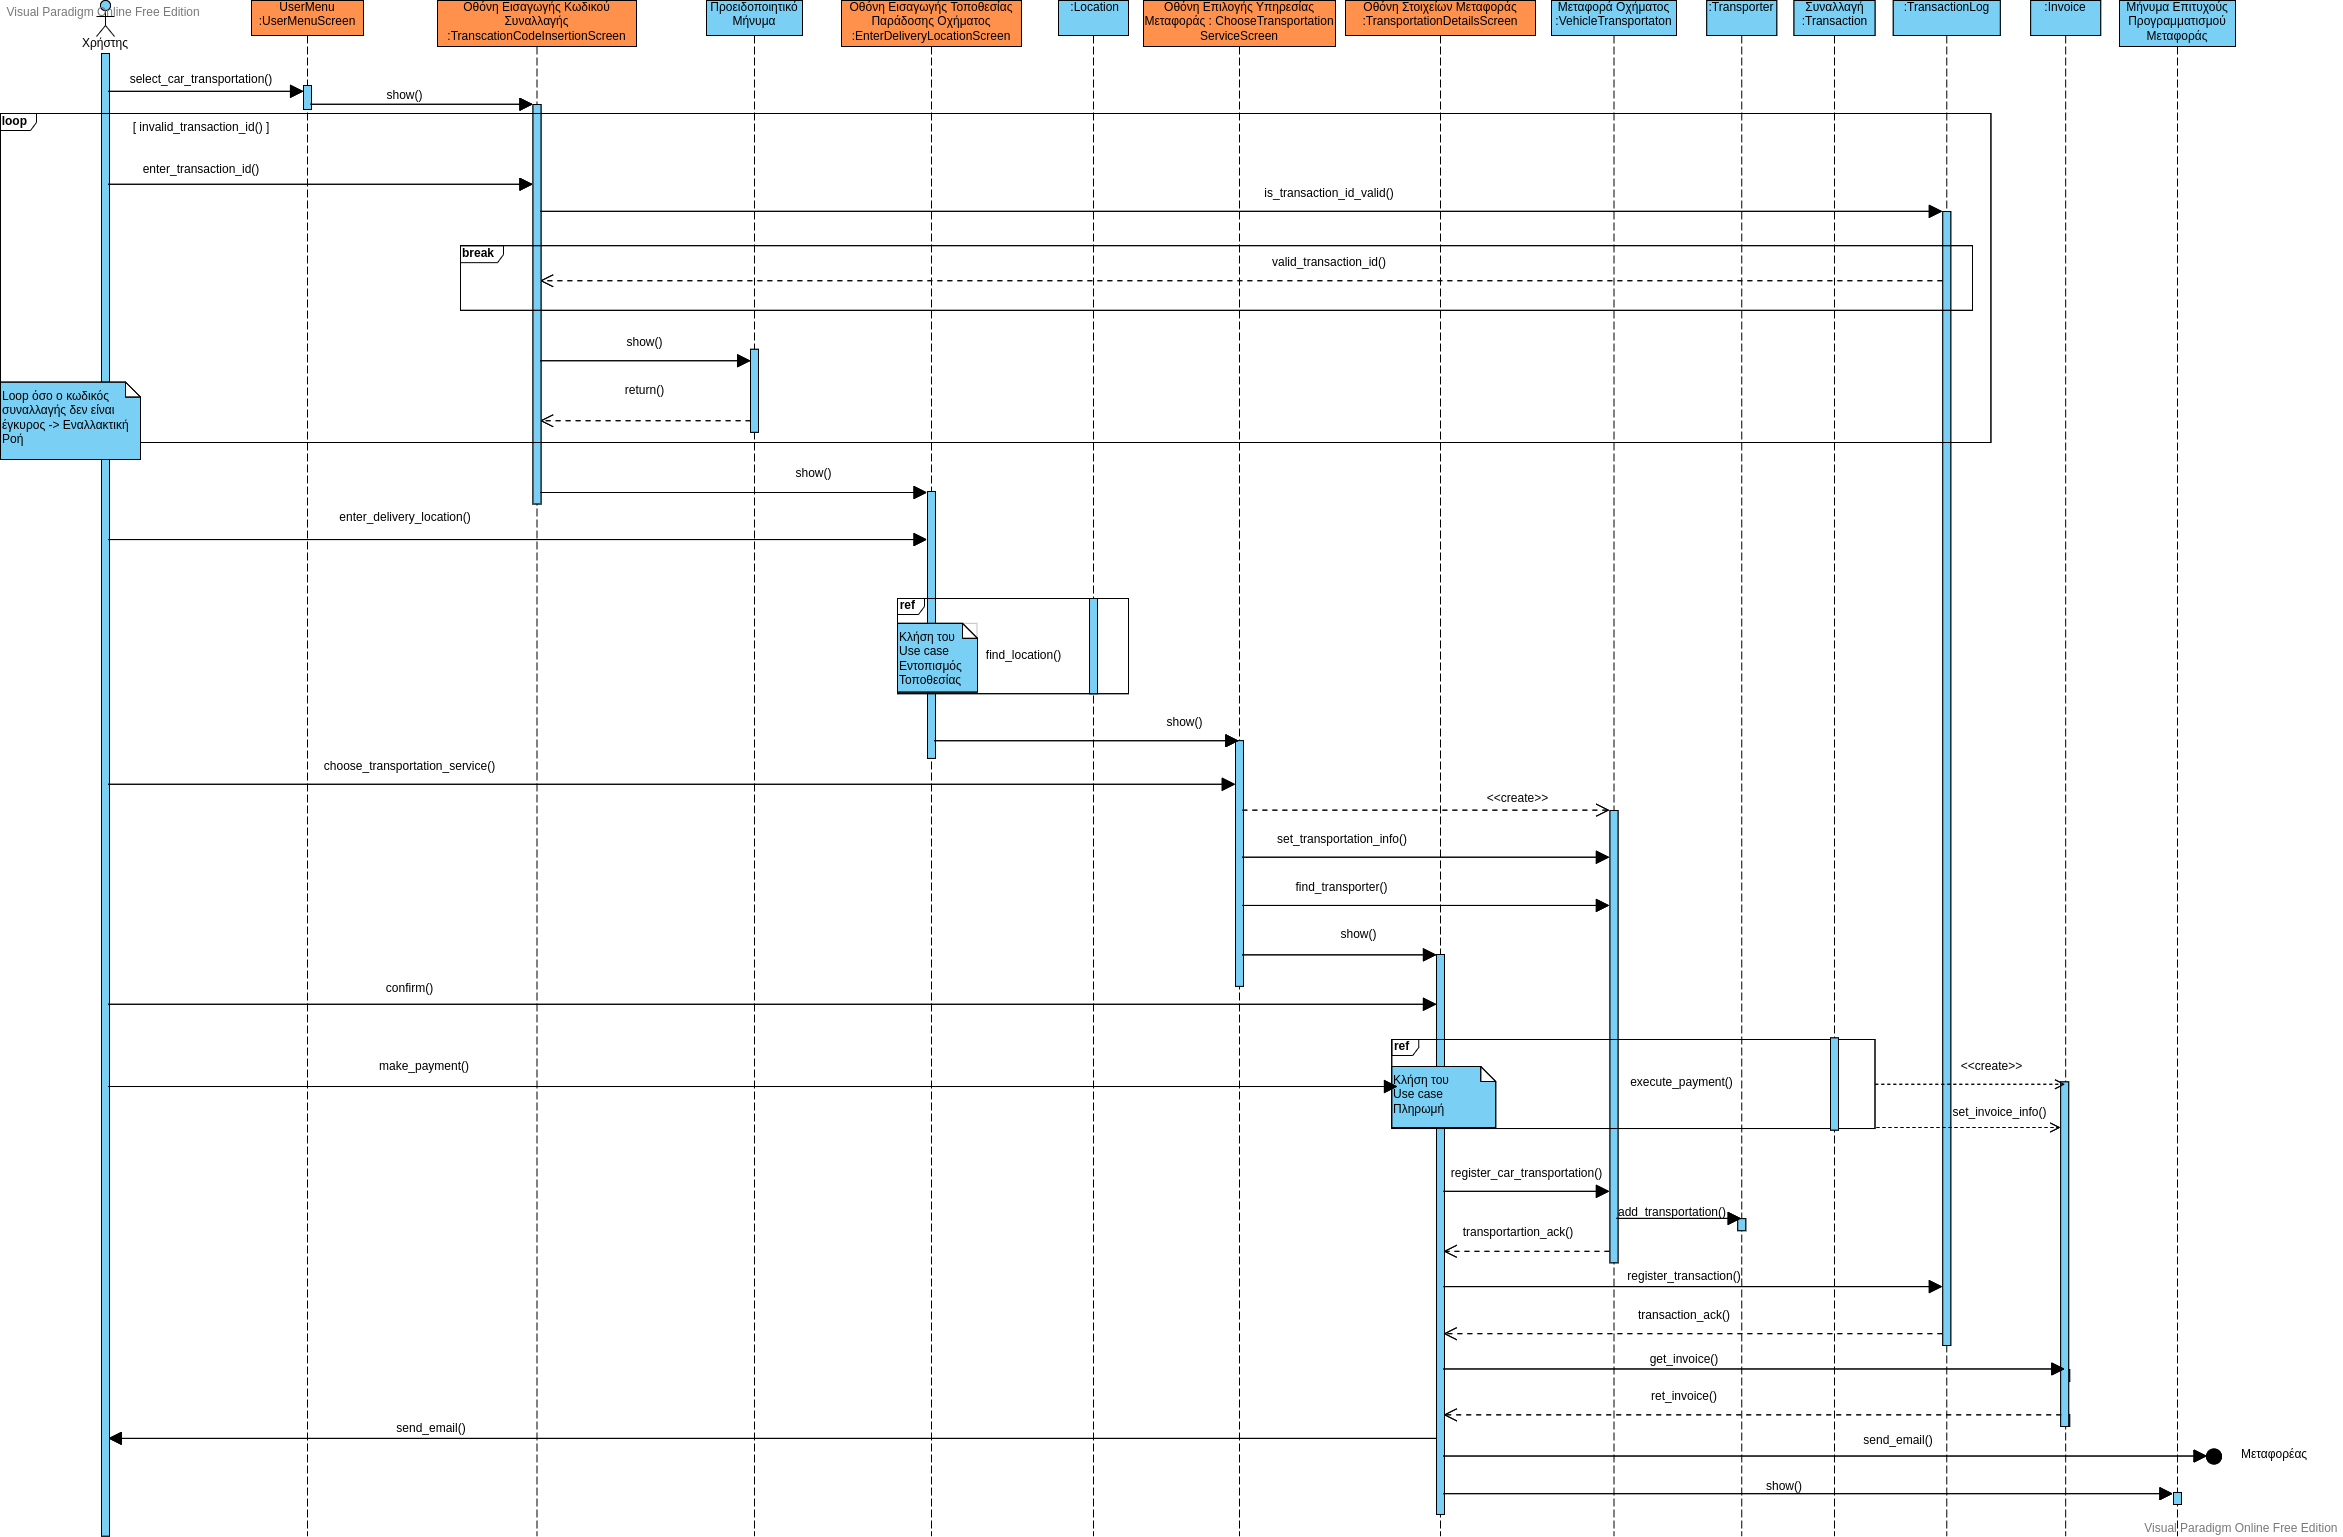 Visual Paradigm Online Free Edition
Χρήστης
UserMenu
:UserMenuScreen
Οθόνη Εισαγωγής Κωδικού
Συναλλαγής
:TranscationCodeInsertionScreen
Προειδοποιητικό
Μήνυμα
Οθόνη Εισαγωγής Τοποθεσίας
Παράδοσης Οχήματος
:EnterDeliveryLocationScreen
:Location
Οθόνη Επιλογής Υπηρεσίας
Μεταφοράς : ChooseTransportation
ServiceScreen
Οθόνη Στοιχείων Μεταφοράς
:TransportationDetailsScreen
Μεταφορά Οχήματος
:VehicleTransportaton
:Transporter
Συναλλαγή
:Transaction
:TransactionLog
:Invoice
Μήνυμα Επιτυχούς
Προγραμματισμού
Μεταφοράς
select_car_transportation()
show()
loop
[ invalid_transaction_id() ]
enter_transaction_id()
is_transaction_id_valid()
break
valid_transaction_id()
show()
return()
Loop όσο ο κωδικός
συναλλαγής δεν είναι
έγκυρος -> Εναλλακτική
Ροή
show()
enter_delivery_location()
ref
Κλήση του
Use case
Εντοπισμός
Τοποθεσίας
find_location()
show()
choose_transportation_service()
<<create>>
set_transportation_info()
find_transporter()
show()
confirm()
ref
make_payment()
Κλήση του
Use case
Πληρωμή
execute_payment()
<<create>>
set_invoice_info()
register_car_transportation()
add_transportation()
transportartion_ack()
register_transaction()
transaction_ack()
get_invoice()
ret_invoice()
send_email()
send_email()
Μεταφορέας
show()
Visual Paradigm Online Free Edition